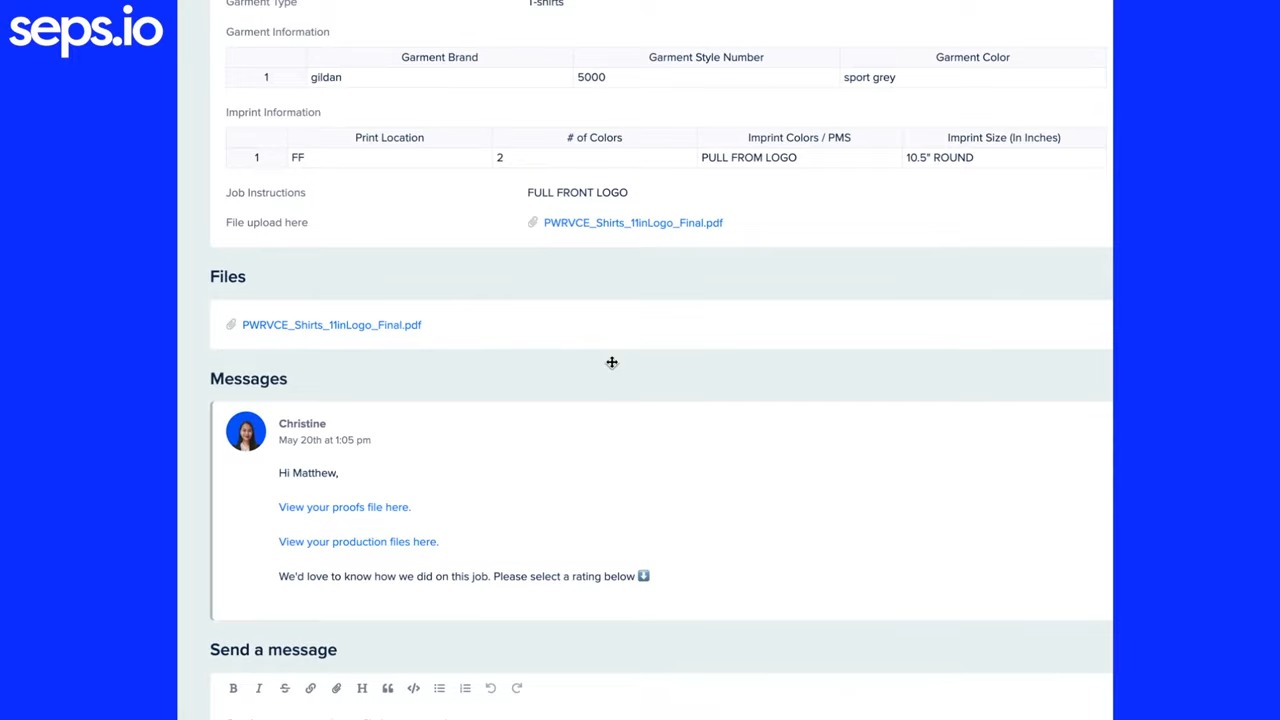 seps.io
Garment Type T-shirts
Garment Information
Garment Brand Garment Style Number Garment Color
1 gildan 5000 sport grey
Imprint Information
Print Location # of Colors Imprint Colors / PMS Imprint Size (In Inches)
1 FF 2 PULL FROM LOGO 10.5" ROUND
Job Instructions FULL FRONT LOGO
File upload here PWRVCE_Shirts_11inLogo_Final.pdf
Files
PWRVCE_Shirts_11inLogo_Final.pdf
Messages
Christine
May 20th at 1:05 pm
Hi Matthew,
View your proofs file here.
View your production files here.
We'd love to know how we did on this job. Please select a rating below
Send a message
B I S H